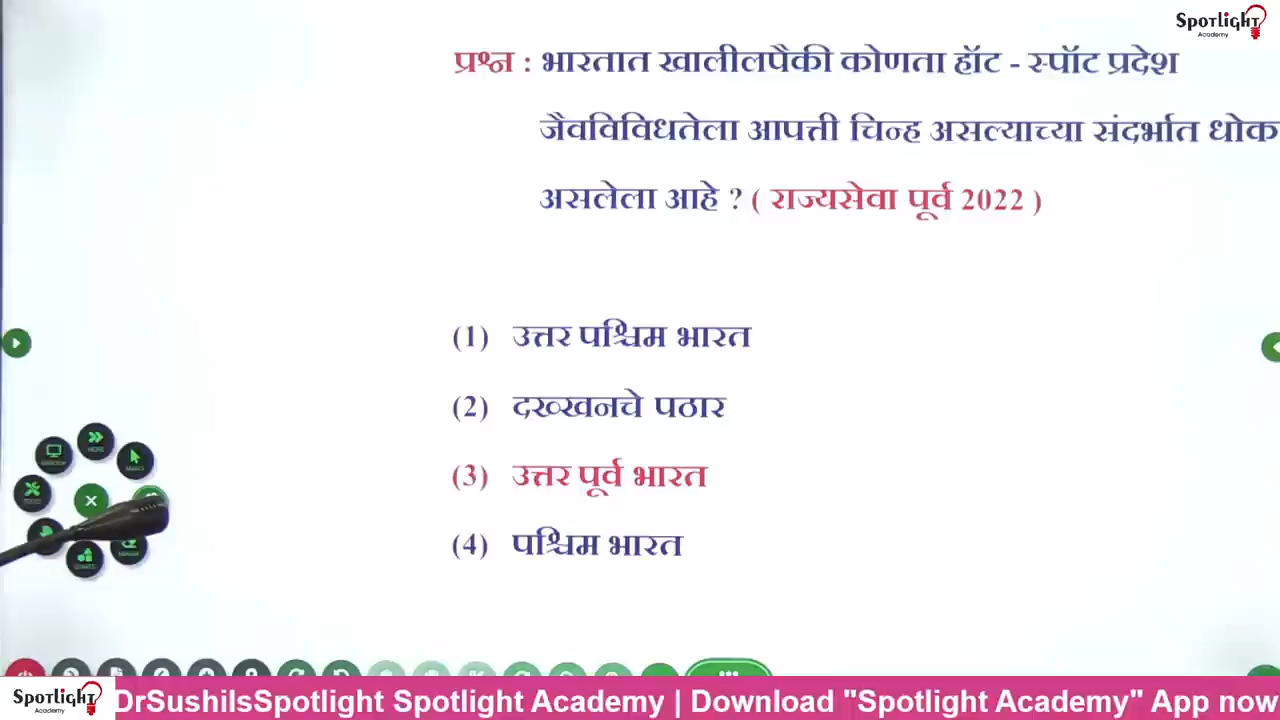 Spotlight
Academy
प्रश्न : भारतात खालीलपैकी कोणता हॉट - स्पॉट प्रदेश
जैवविविधतेला आपत्ती चिन्ह असल्याच्या संदर्भात धोक
असलेला आहे ? ( राज्यसेवा पूर्व 2022 )
(1) उत्तर पश्चिम भारत
(2) दख्खनचे पठार
(3) उत्तर पूर्व भारत
(4) पश्चिम भारत
MORE
Spotlight
Academy
DrSushilsSpotlight Spotlight Academy | Download "Spotlight Academy" App now